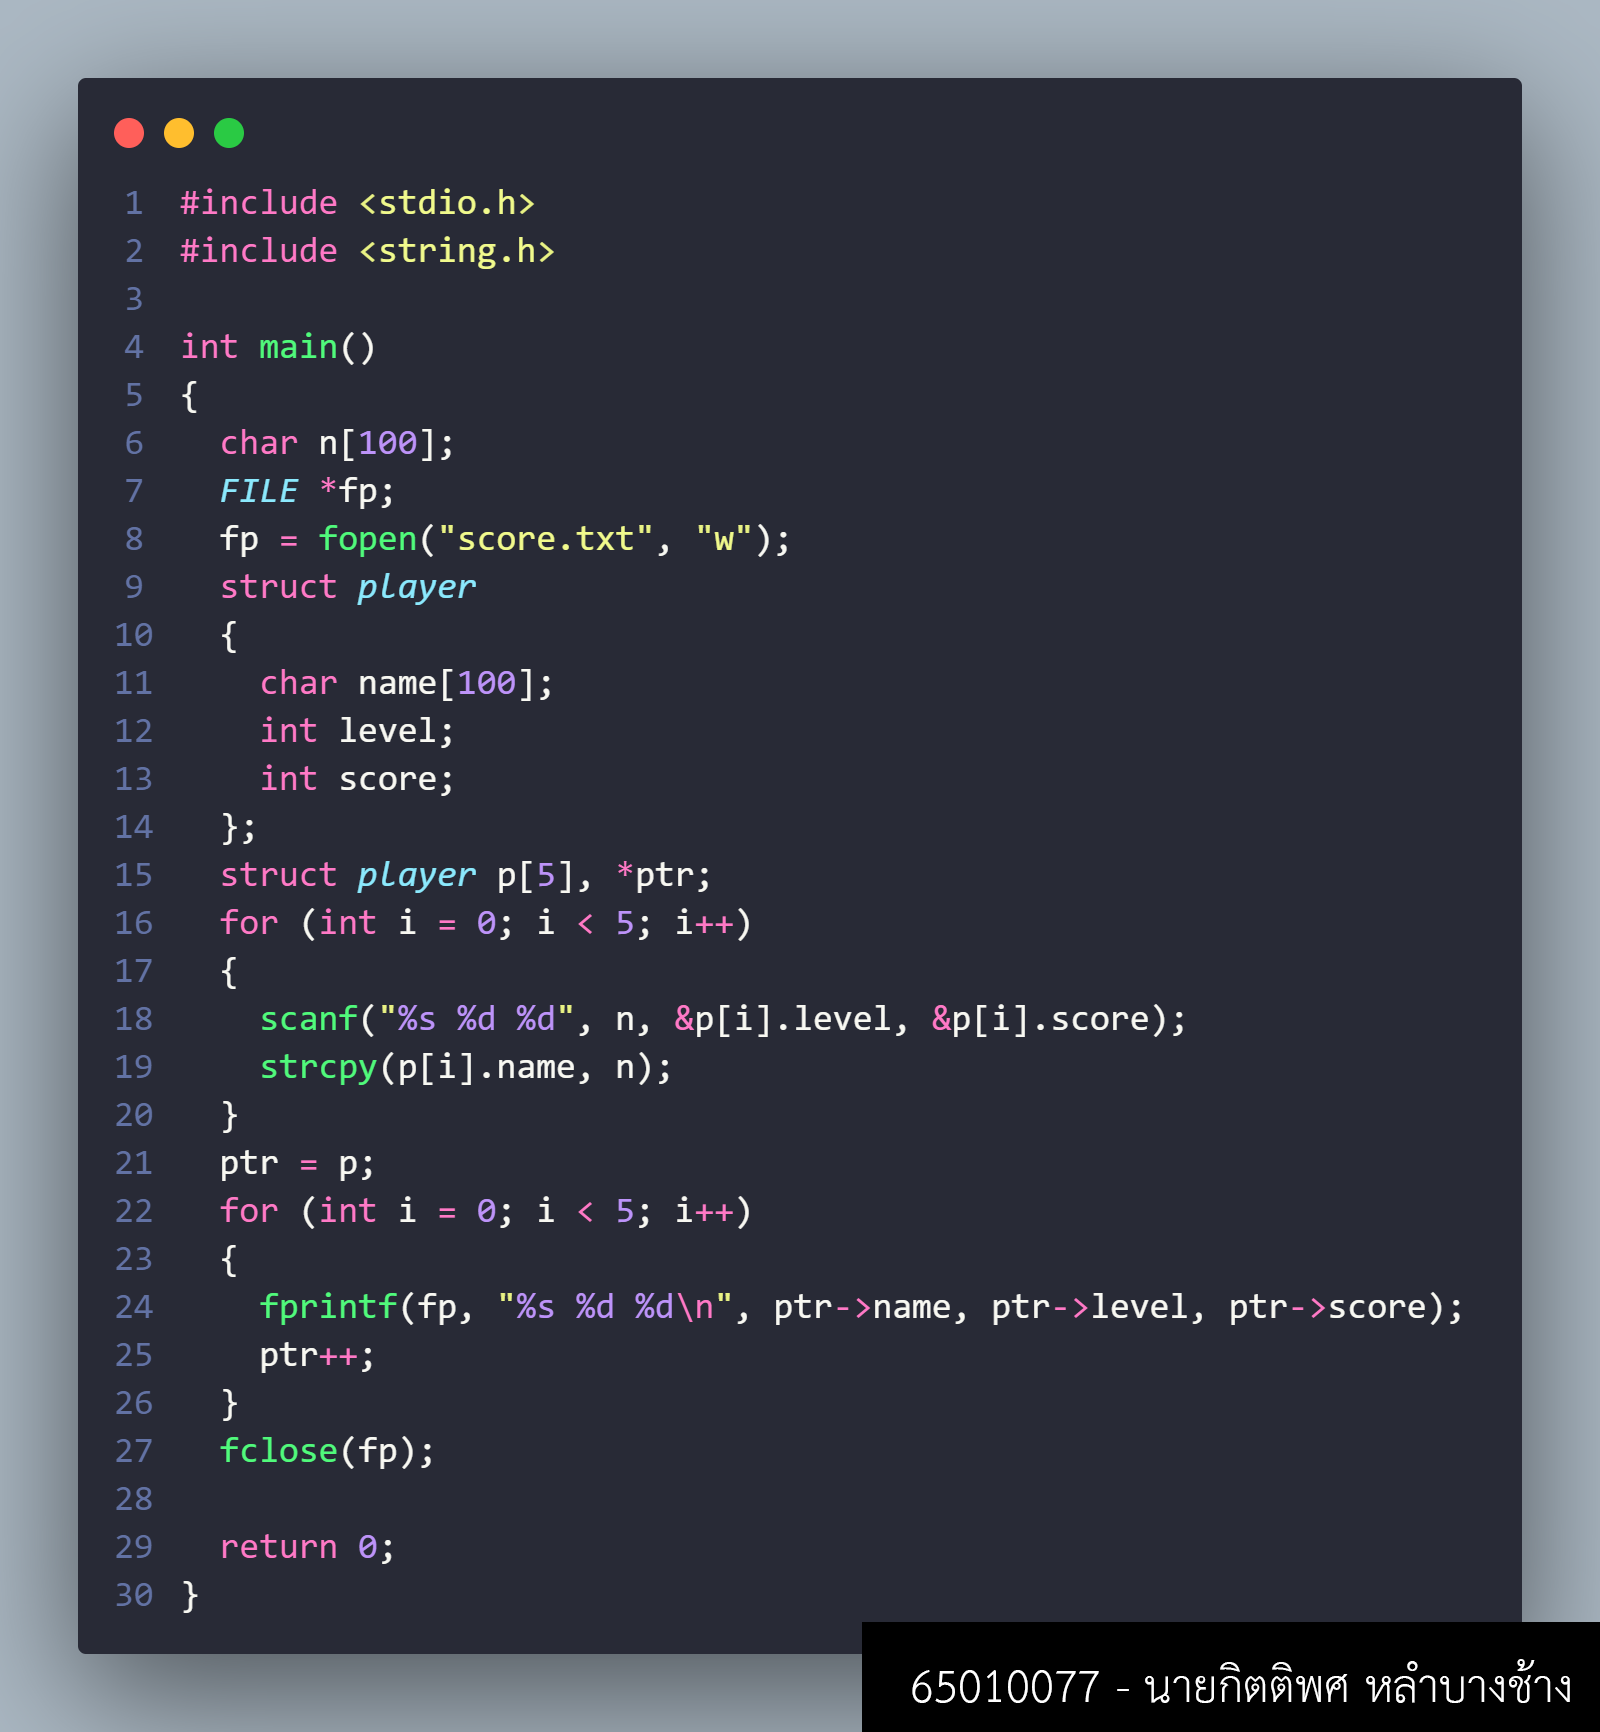 1 #include <stdio.h>
2 #include <string.h>
3
4 int main()
5 {
6   char n[100];
7   FILE *fp;
8   fp = fopen("score.txt", "w");
9   struct player
10   {
11     char name[100];
12     int level;
13     int score;
14   };
15   struct player p[5], *ptr;
16   for (int i = 0; i < 5; i++)
17   {
18     scanf("%s %d %d", n, &p[i].level, &p[i].score);
19     strcpy(p[i].name, n);
20   }
21   ptr = p;
22   for (int i = 0; i < 5; i++)
23   {
24     fprintf(fp, "%s %d %d\n", ptr->name, ptr->level, ptr->score);
25     ptr++;
26   }
27   fclose(fp);
28
29   return 0;
30 }
65010077 - นายกิตติพศ หลำบางช้าง